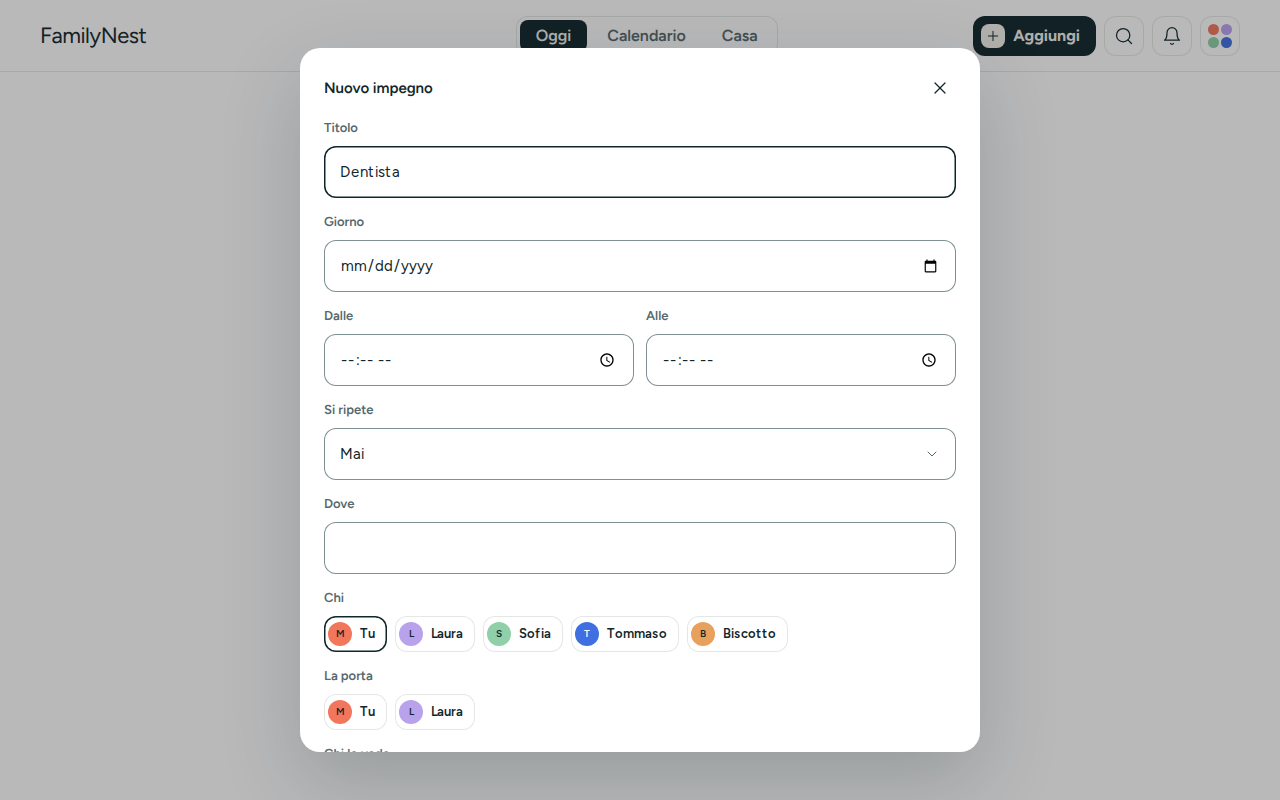 FamilyNest
Oggi Calendario Casa
Aggiungi
Nuovo impegno
Titolo
Dentista
Giorno
mm/dd/yyyy
Dalle Alle
--:-- -- --:-- --
Si ripete
Mai
Dove
Chi
M Tu L Laura S Sofia T Tommaso B Biscotto
La porta
M Tu L Laura